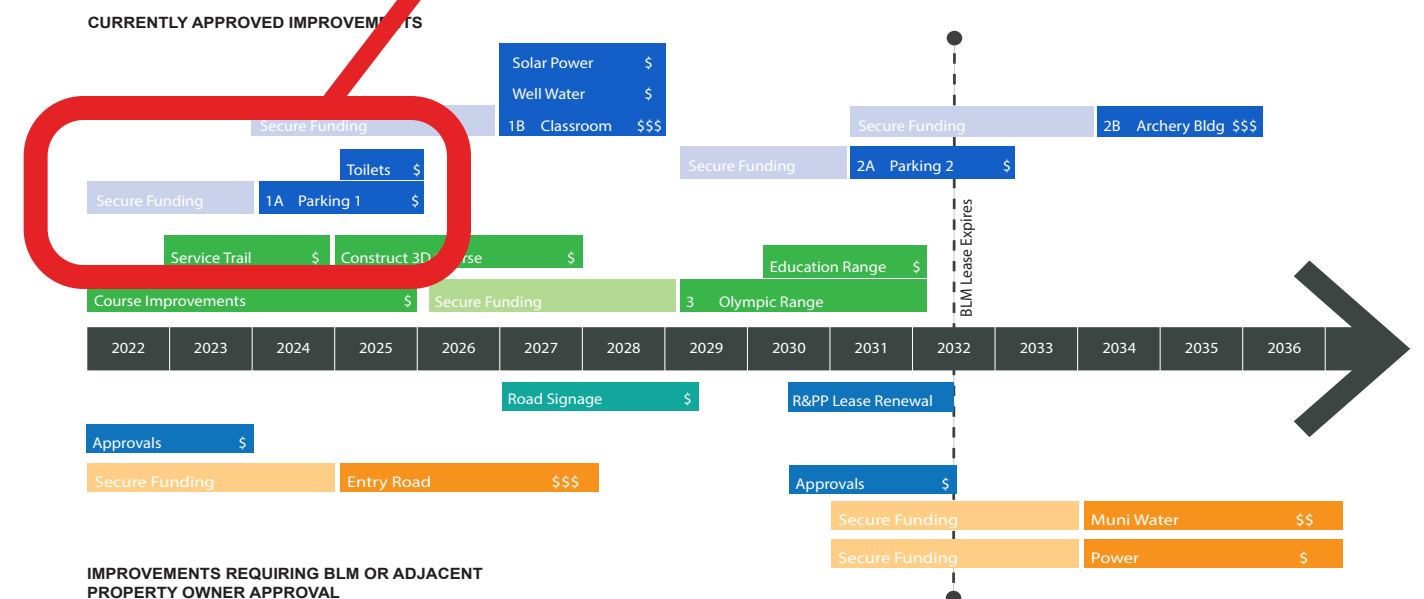 CURRENTLY APPROVED IMPROVEMENTS
Solar Power $
Well Water $
1B Classroom $$$
Secure Funding
Secure Funding
2B Archery Bldg $$$
Toilets $
Secure Funding
2A Parking 2 $
Secure Funding
1A Parking 1 $
BLM Lease Expires
Service Trail $
Construct 3D
$
Education Range $
Course Improvements $
Secure Funding
3 Olympic Range
2022 2023 2024 2025 2026 2027 2028 2029 2030 2031 2032 2033 2034 2035 2036
Road Signage $
R&PP Lease Renewal
Approvals $
Secure Funding
Entry Road $$$
Approvals $
Secure Funding
Muni Water $$
Secure Funding
Power $
IMPROVEMENTS REQUIRING BLM OR ADJACENT
PROPERTY OWNER APPROVAL